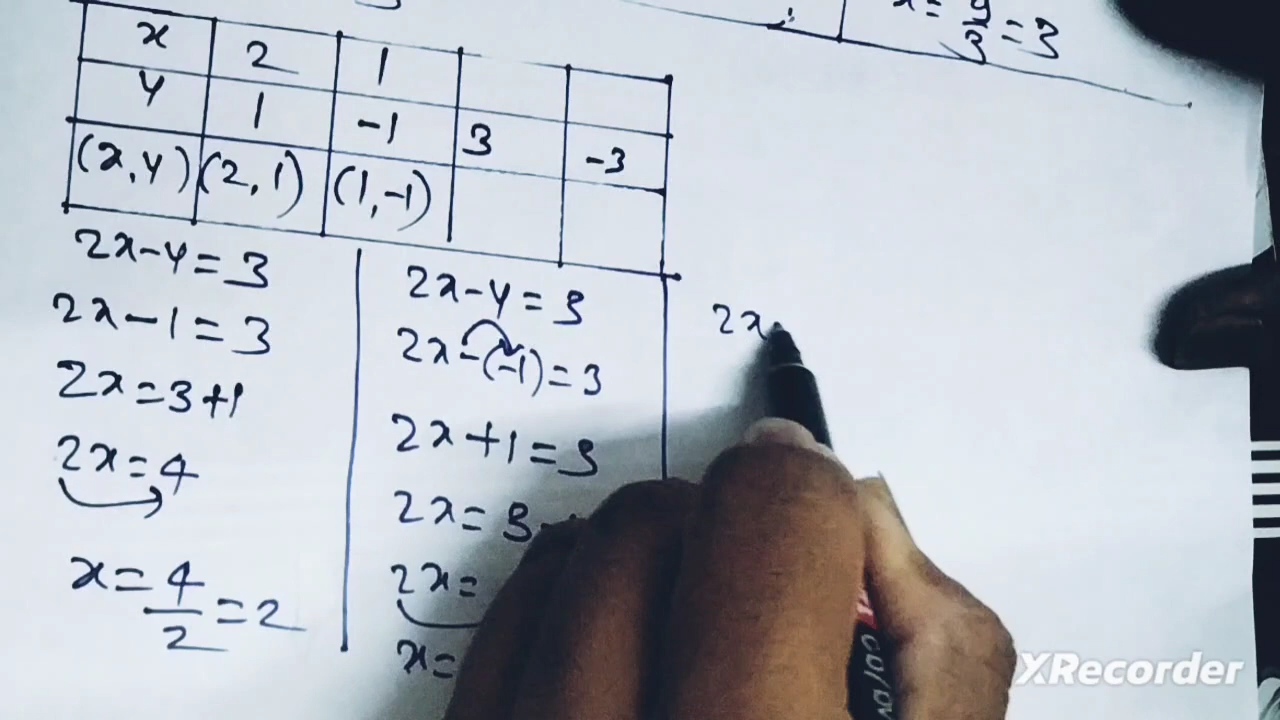 x = 9/3 = 3
x 2 1
y 1 -1 3 -3
(x, y) (2, 1) (1, -1)
2x - y = 3
2x - 1 = 3
2x = 3 + 1
2x = 4
x = 4/2 = 2
2x - y = 3
2x - (-1) = 3
2x + 1 = 3
2x = 3
2x =
x =
2x
CD/DV
XRecorder